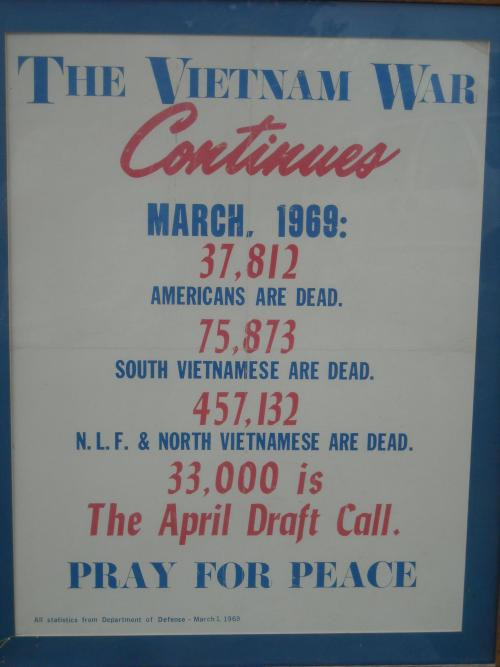 THE VIETNAM WAR
Continues
MARCH, 1969:
37,812
AMERICANS ARE DEAD.
75,873
SOUTH VIETNAMESE ARE DEAD.
457,132
N. L. F. & NORTH VIETNAMESE ARE DEAD.
33,000 is
The April Draft Call.
PRAY FOR PEACE
All statistics from Department of Defense - March 1, 1969